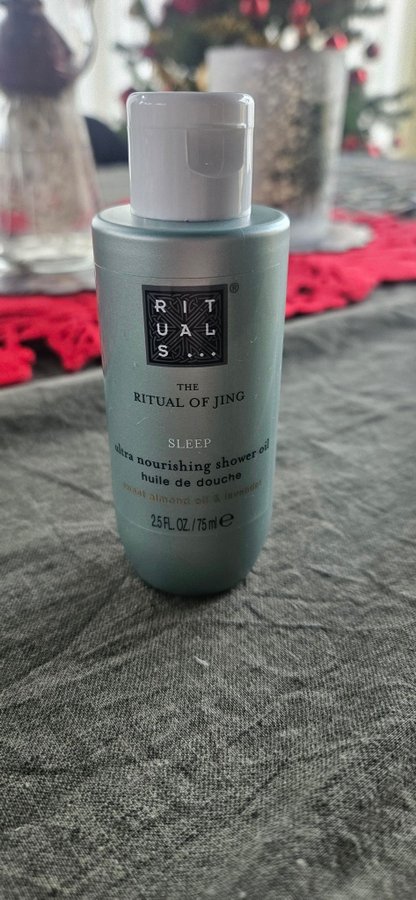 RIT
UAL
S...
®
THE
RITUAL OF JING
SLEEP
ultra nourishing shower oil
huile de douche
sweet almond oil & lavender
2.5 FL. OZ. / 75 ml ℮